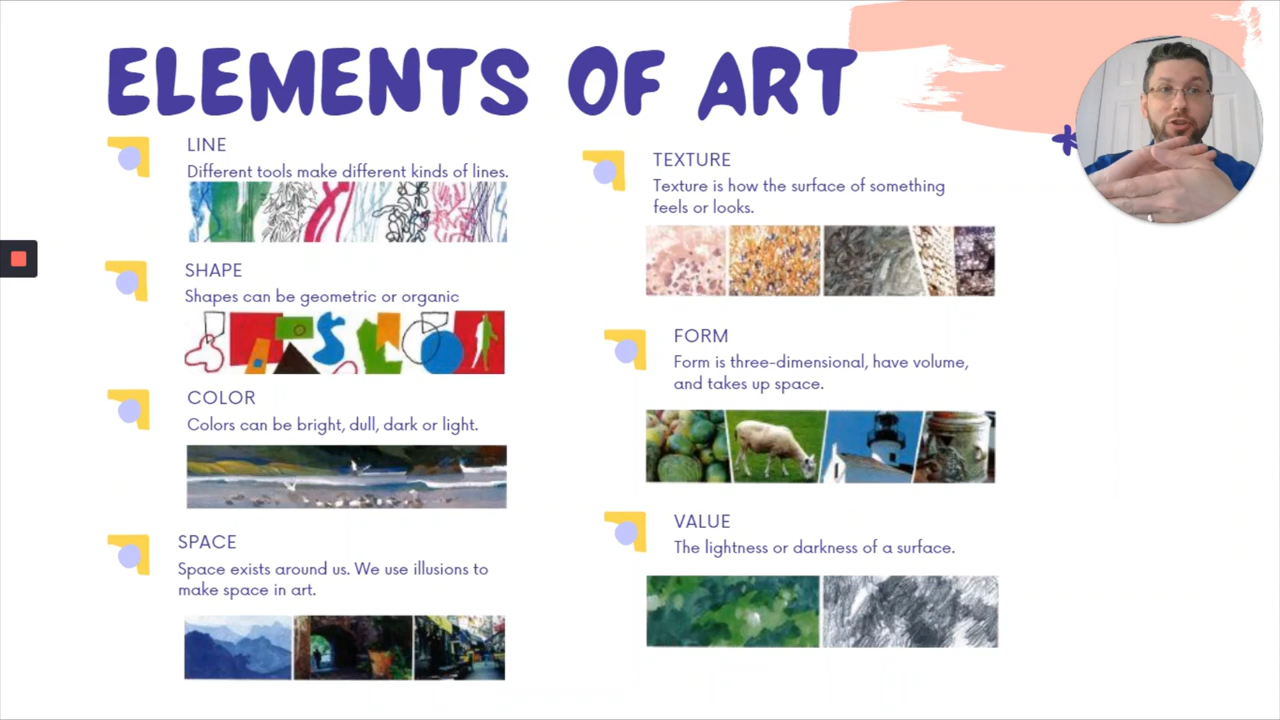 ELEMENTS OF ART
LINE
Different tools make different kinds of lines.
SHAPE
Shapes can be geometric or organic
COLOR
Colors can be bright, dull, dark or light.
SPACE
Space exists around us. We use illusions to
make space in art.
TEXTURE
Texture is how the surface of something
feels or looks.
FORM
Form is three-dimensional, have volume,
and takes up space.
VALUE
The lightness or darkness of a surface.